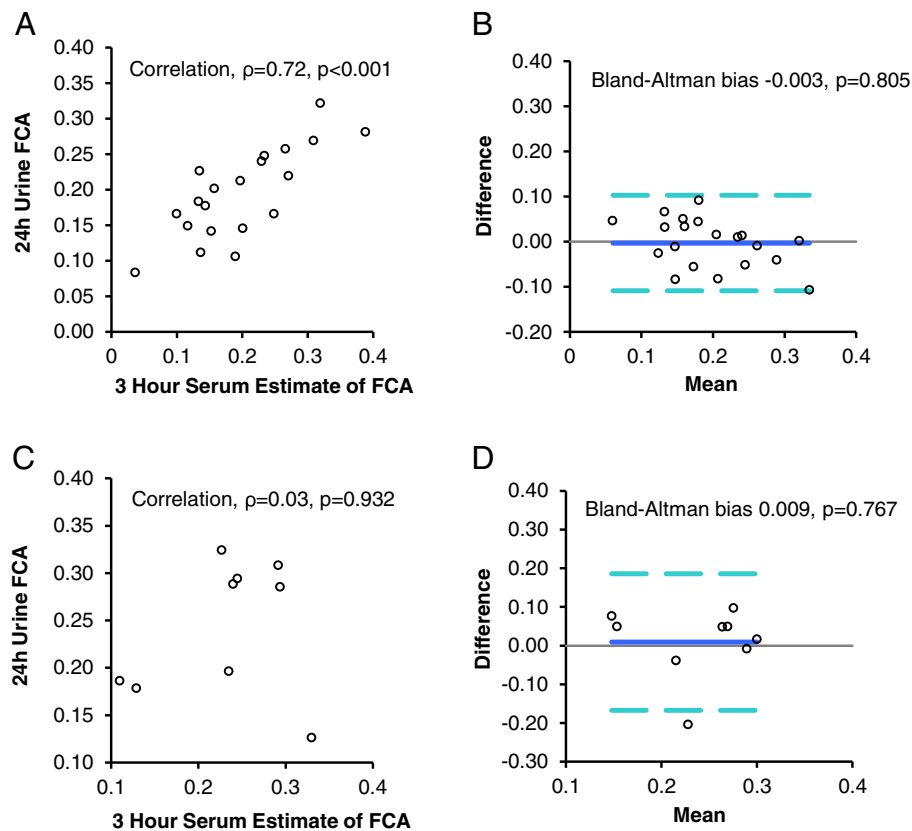 A
Correlation, ρ=0.72, p<0.001
24h Urine FCA
0.40
0.35
0.30
0.25
0.20
0.15
0.10
0.05
0.00
0 0.1 0.2 0.3 0.4
3 Hour Serum Estimate of FCA
B
Bland-Altman bias -0.003, p=0.805
Difference
0.40
0.30
0.20
0.10
0.00
-0.10
-0.20
0 0.1 0.2 0.3 0.4
Mean
C
Correlation, ρ=0.03, p=0.932
24h Urine FCA
0.40
0.35
0.30
0.25
0.20
0.15
0.10
0.1 0.2 0.3 0.4
3 Hour Serum Estimate of FCA
D
Bland-Altman bias 0.009, p=0.767
Difference
0.40
0.30
0.20
0.10
0.00
-0.10
-0.20
-0.30
0.1 0.2 0.3 0.4
Mean